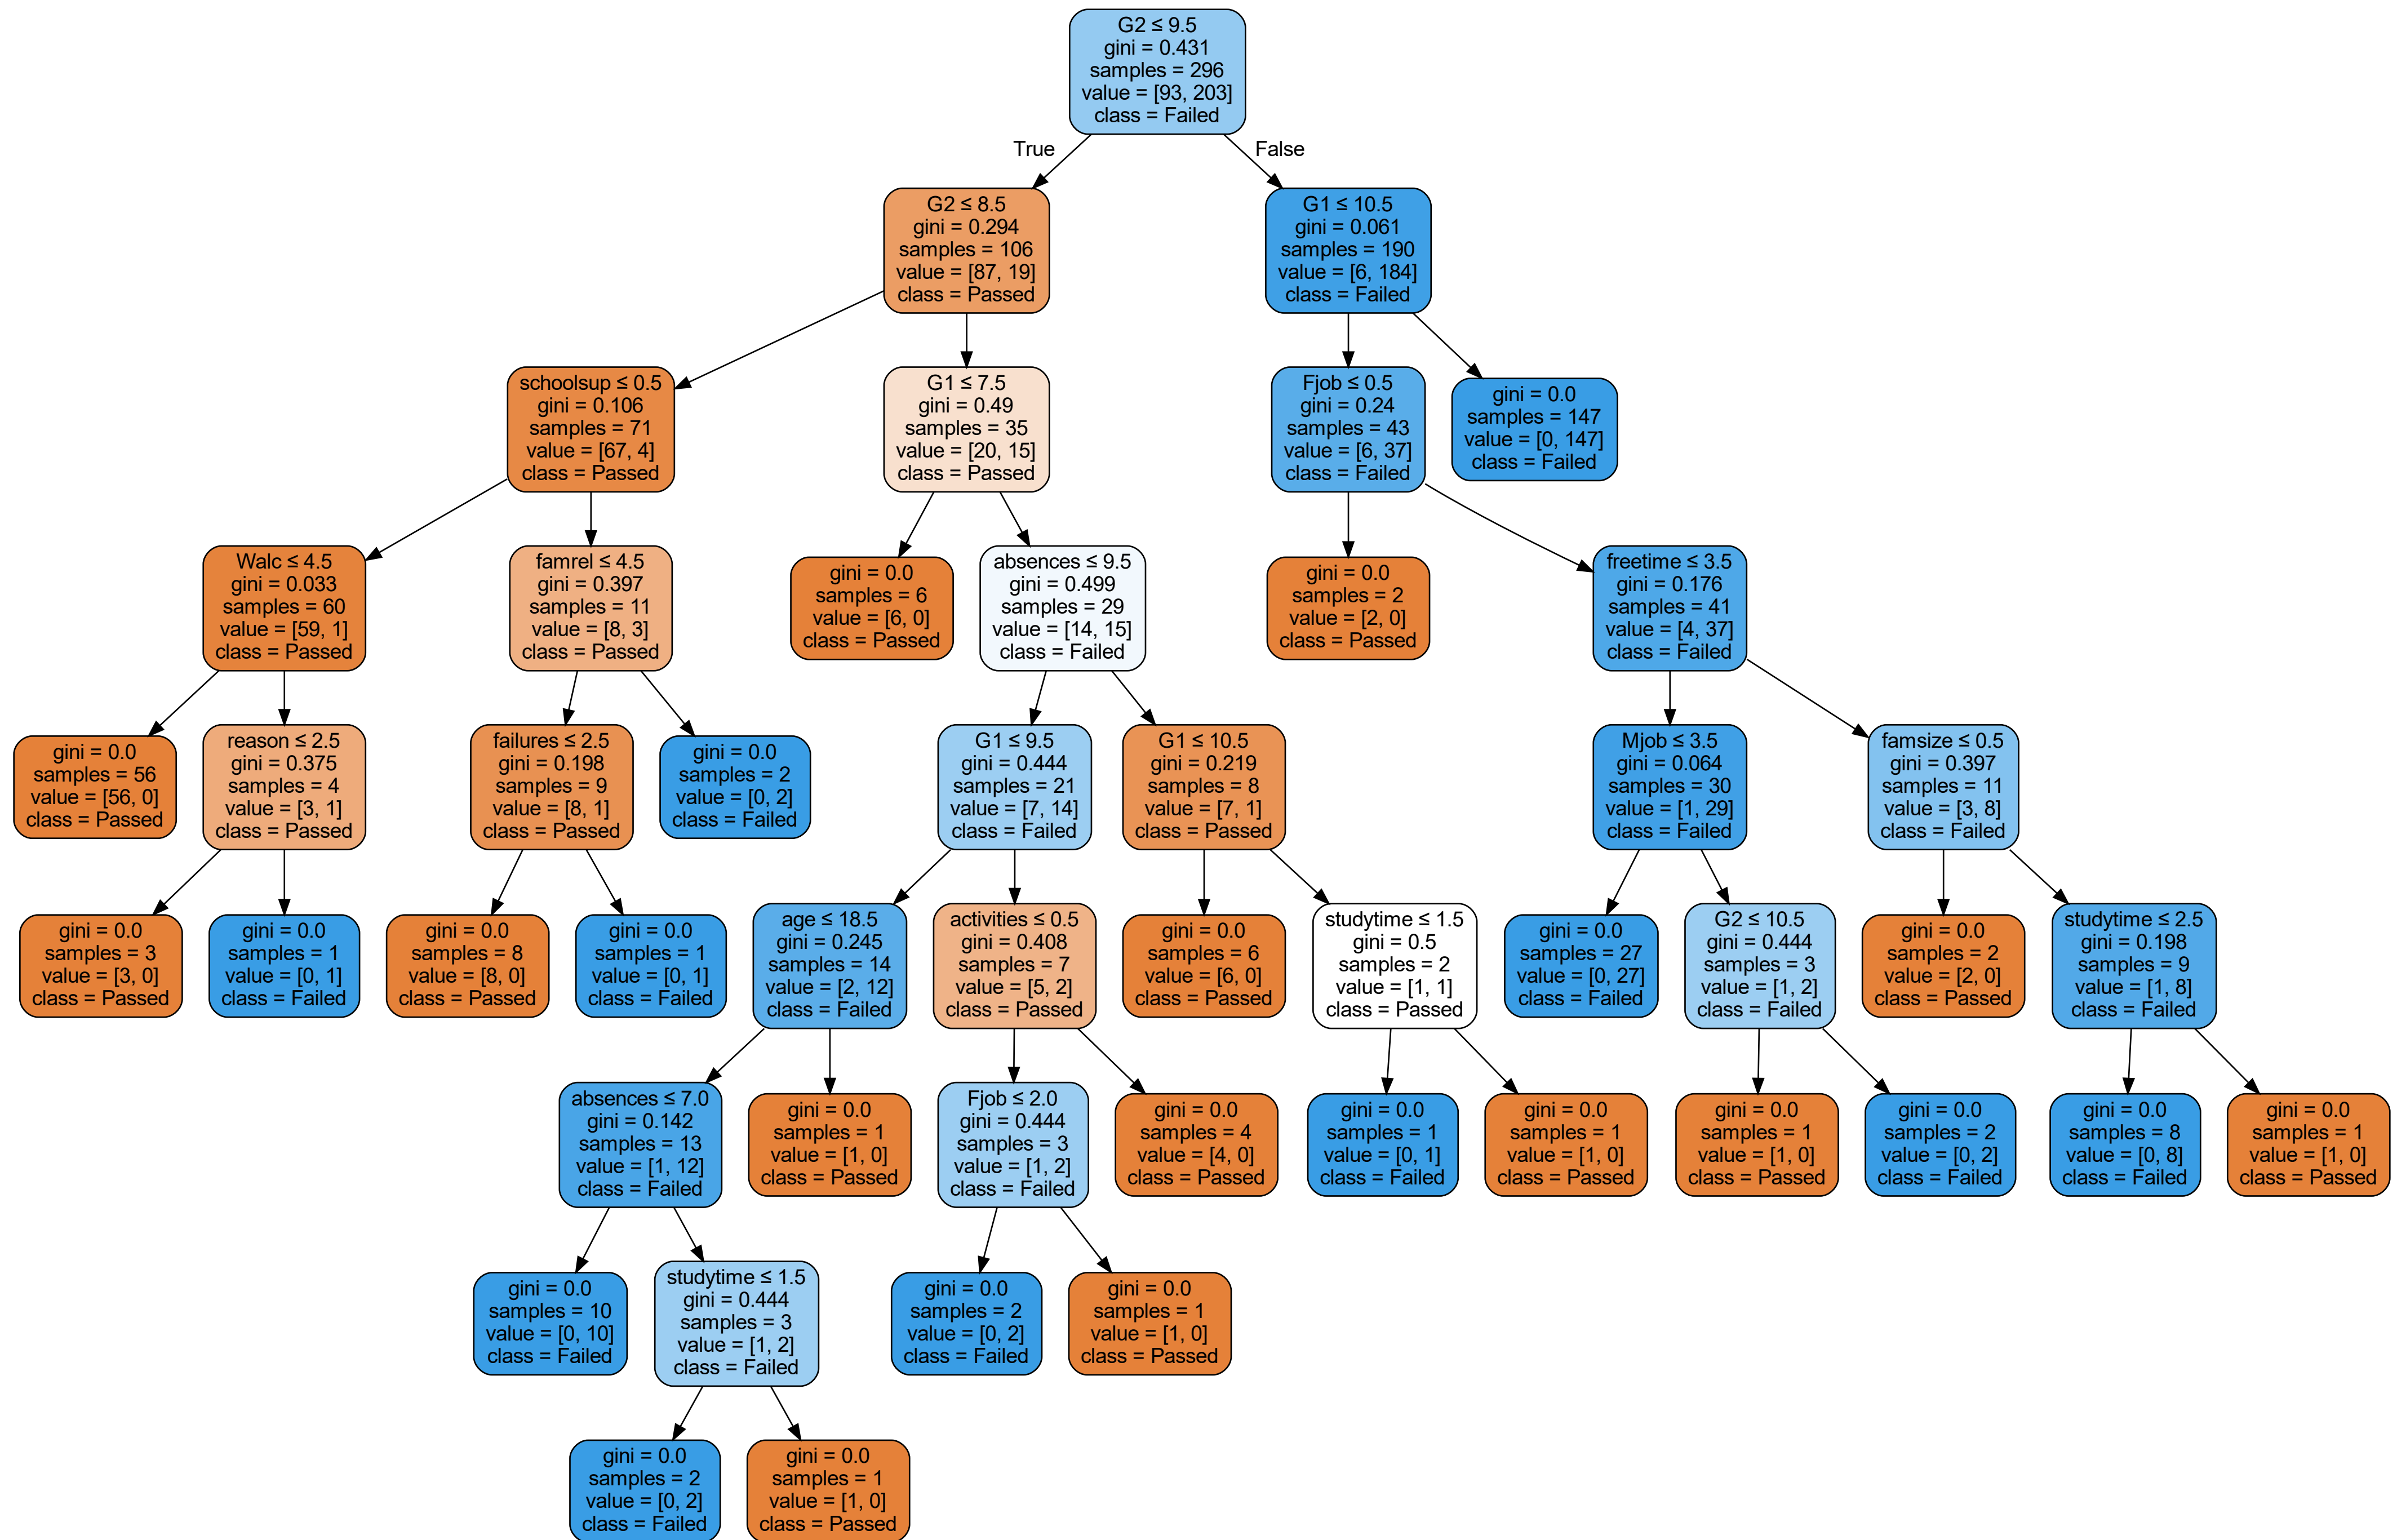 G2 ≤ 9.5
gini = 0.431
samples = 296
value = [93, 203]
class = Failed
True
False
G2 ≤ 8.5
gini = 0.294
samples = 106
value = [87, 19]
class = Passed
G1 ≤ 10.5
gini = 0.061
samples = 190
value = [6, 184]
class = Failed
schoolsup ≤ 0.5
gini = 0.106
samples = 71
value = [67, 4]
class = Passed
G1 ≤ 7.5
gini = 0.49
samples = 35
value = [20, 15]
class = Passed
Fjob ≤ 0.5
gini = 0.24
samples = 43
value = [6, 37]
class = Failed
gini = 0.0
samples = 147
value = [0, 147]
class = Failed
Walc ≤ 4.5
gini = 0.033
samples = 60
value = [59, 1]
class = Passed
famrel ≤ 4.5
gini = 0.397
samples = 11
value = [8, 3]
class = Passed
gini = 0.0
samples = 6
value = [6, 0]
class = Passed
absences ≤ 9.5
gini = 0.499
samples = 29
value = [14, 15]
class = Failed
gini = 0.0
samples = 2
value = [2, 0]
class = Passed
freetime ≤ 3.5
gini = 0.176
samples = 41
value = [4, 37]
class = Failed
gini = 0.0
samples = 56
value = [56, 0]
class = Passed
reason ≤ 2.5
gini = 0.375
samples = 4
value = [3, 1]
class = Passed
failures ≤ 2.5
gini = 0.198
samples = 9
value = [8, 1]
class = Passed
gini = 0.0
samples = 2
value = [0, 2]
class = Failed
G1 ≤ 9.5
gini = 0.444
samples = 21
value = [7, 14]
class = Failed
G1 ≤ 10.5
gini = 0.219
samples = 8
value = [7, 1]
class = Passed
Mjob ≤ 3.5
gini = 0.064
samples = 30
value = [1, 29]
class = Failed
famsize ≤ 0.5
gini = 0.397
samples = 11
value = [3, 8]
class = Failed
gini = 0.0
samples = 3
value = [3, 0]
class = Passed
gini = 0.0
samples = 1
value = [0, 1]
class = Failed
gini = 0.0
samples = 8
value = [8, 0]
class = Passed
gini = 0.0
samples = 1
value = [0, 1]
class = Failed
age ≤ 18.5
gini = 0.245
samples = 14
value = [2, 12]
class = Failed
activities ≤ 0.5
gini = 0.408
samples = 7
value = [5, 2]
class = Passed
gini = 0.0
samples = 6
value = [6, 0]
class = Passed
studytime ≤ 1.5
gini = 0.5
samples = 2
value = [1, 1]
class = Passed
gini = 0.0
samples = 27
value = [0, 27]
class = Failed
G2 ≤ 10.5
gini = 0.444
samples = 3
value = [1, 2]
class = Failed
gini = 0.0
samples = 2
value = [2, 0]
class = Passed
studytime ≤ 2.5
gini = 0.198
samples = 9
value = [1, 8]
class = Failed
absences ≤ 7.0
gini = 0.142
samples = 13
value = [1, 12]
class = Failed
gini = 0.0
samples = 1
value = [1, 0]
class = Passed
Fjob ≤ 2.0
gini = 0.444
samples = 3
value = [1, 2]
class = Failed
gini = 0.0
samples = 4
value = [4, 0]
class = Passed
gini = 0.0
samples = 1
value = [0, 1]
class = Failed
gini = 0.0
samples = 1
value = [1, 0]
class = Passed
gini = 0.0
samples = 1
value = [1, 0]
class = Passed
gini = 0.0
samples = 2
value = [0, 2]
class = Failed
gini = 0.0
samples = 8
value = [0, 8]
class = Failed
gini = 0.0
samples = 1
value = [1, 0]
class = Passed
gini = 0.0
samples = 10
value = [0, 10]
class = Failed
studytime ≤ 1.5
gini = 0.444
samples = 3
value = [1, 2]
class = Failed
gini = 0.0
samples = 2
value = [0, 2]
class = Failed
gini = 0.0
samples = 1
value = [1, 0]
class = Passed
gini = 0.0
samples = 2
value = [0, 2]
class = Failed
gini = 0.0
samples = 1
value = [1, 0]
class = Passed